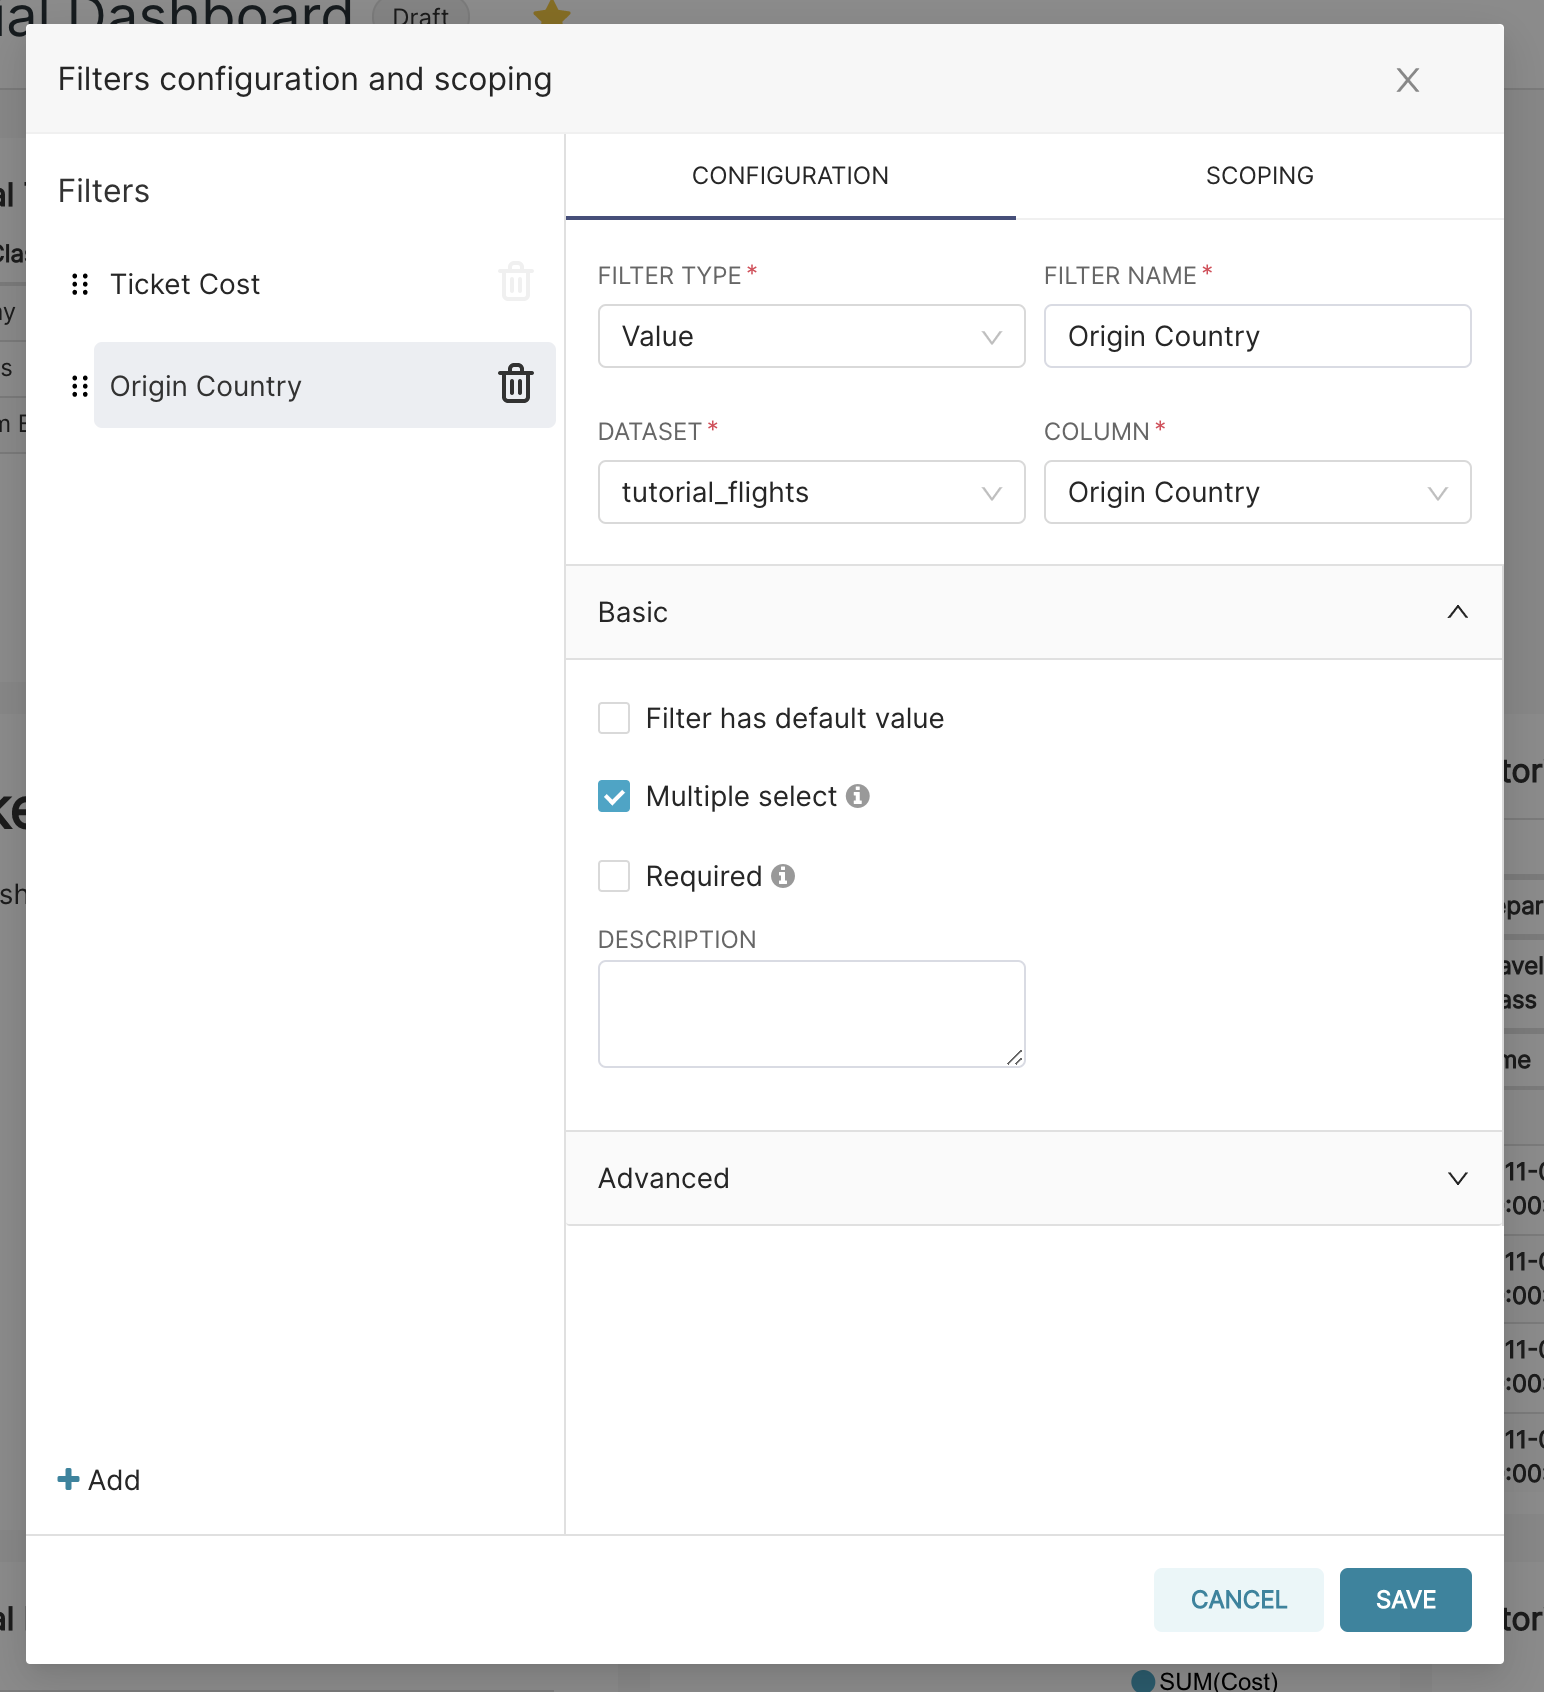 Dashboard
Draft
Filters configuration and scoping
Filters
Ticket Cost
Origin Country
Add
CONFIGURATION
SCOPING
FILTER TYPE *
FILTER NAME *
Value
Origin Country
DATASET *
COLUMN *
tutorial_flights
Origin Country
Basic
Filter has default value
Multiple select
Required
DESCRIPTION
Advanced
CANCEL
SAVE
SUM(Cost)